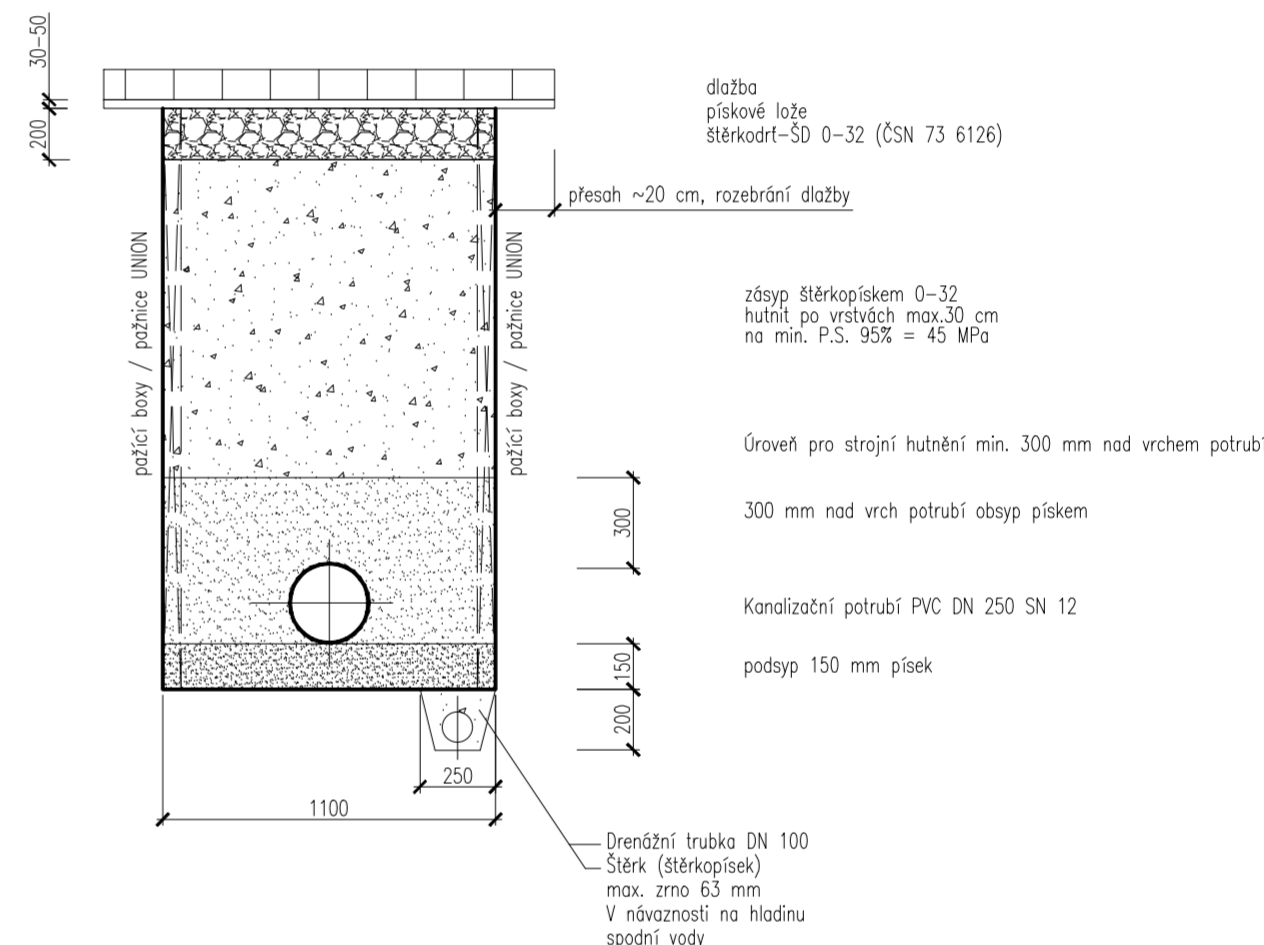 30-50
200
dlažba
pískové lože
štěrkodrť-ŠD 0-32 (ČSN 73 6126)
přesah ~20 cm, rozebrání dlažby
pažící boxy / pažnice UNION
pažící boxy / pažnice UNION
zásyp štěrkopískem 0-32
hutnit po vrstvách max.30 cm
na min. P.S. 95% = 45 MPa
Úroveň pro strojní hutnění min. 300 mm nad vrchem potrubí
300
300 mm nad vrch potrubí obsyp pískem
Kanalizační potrubí PVC DN 250 SN 12
150
podsyp 150 mm písek
200
250
1100
Drenážní trubka DN 100
Štěrk (štěrkopísek)
max. zrno 63 mm
V návaznosti na hladinu
spodní vody